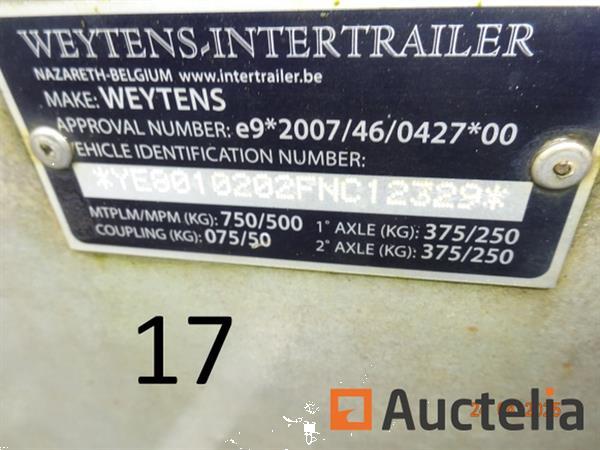 WEYTENS-INTERTRAILER
NAZARETH-BELGIUM www.intertrailer.be
MAKE: WEYTENS
APPROVAL NUMBER: e9*2007/46/0427*00
VEHICLE IDENTIFICATION NUMBER:
*YE9010202FNC12329*
MTPLM/MPM (KG): 750/500 1° AXLE (KG): 375/250
COUPLING (KG): 075/50 2° AXLE (KG): 375/250
17
Auctelia